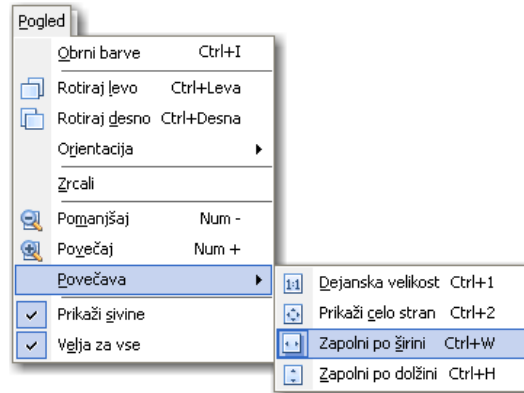 Pogled
Obrni barve Ctrl+I
Rotiraj levo Ctrl+Leva
Rotiraj desno Ctrl+Desna
Orientacija
Zrcali
Pomanjšaj Num -
Povečaj Num +
Povečava
Prikaži sivine
Velja za vse
1:1 Dejanska velikost Ctrl+1
Prikaži celo stran Ctrl+2
Zapolni po širini Ctrl+W
Zapolni po dolžini Ctrl+H